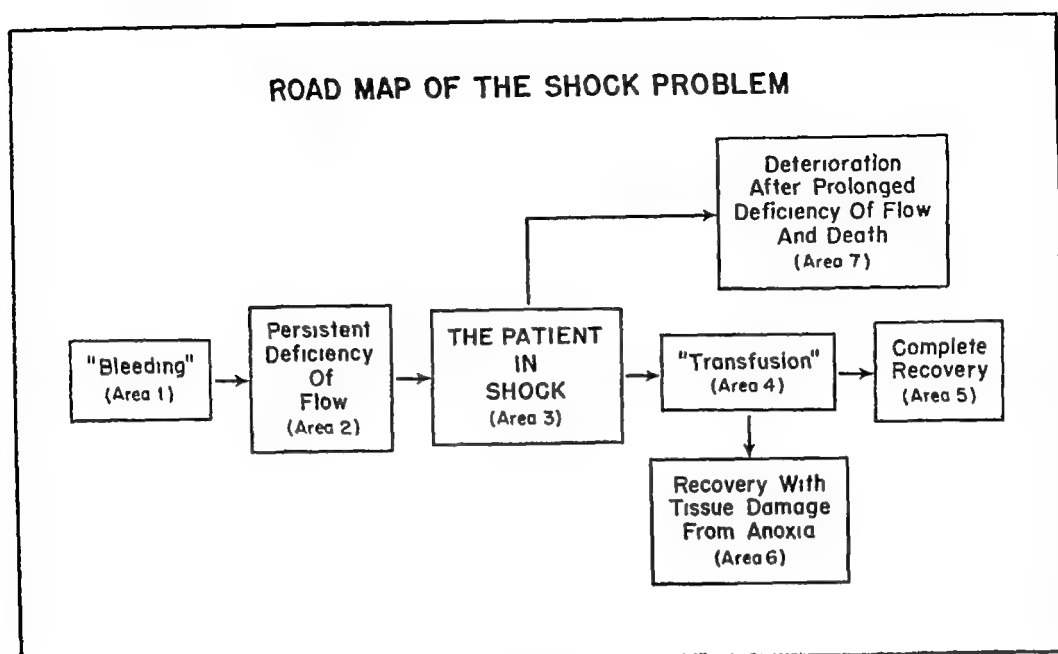 ROAD MAP OF THE SHOCK PROBLEM
Deterioration
After Prolonged
Deficiency Of Flow
And Death
(Area 7)
"Bleeding"
(Area 1)
Persistent
Deficiency
Of
Flow
(Area 2)
THE PATIENT
IN
SHOCK
(Area 3)
"Transfusion"
(Area 4)
Complete
Recovery
(Area 5)
Recovery With
Tissue Damage
From Anoxia
(Area 6)